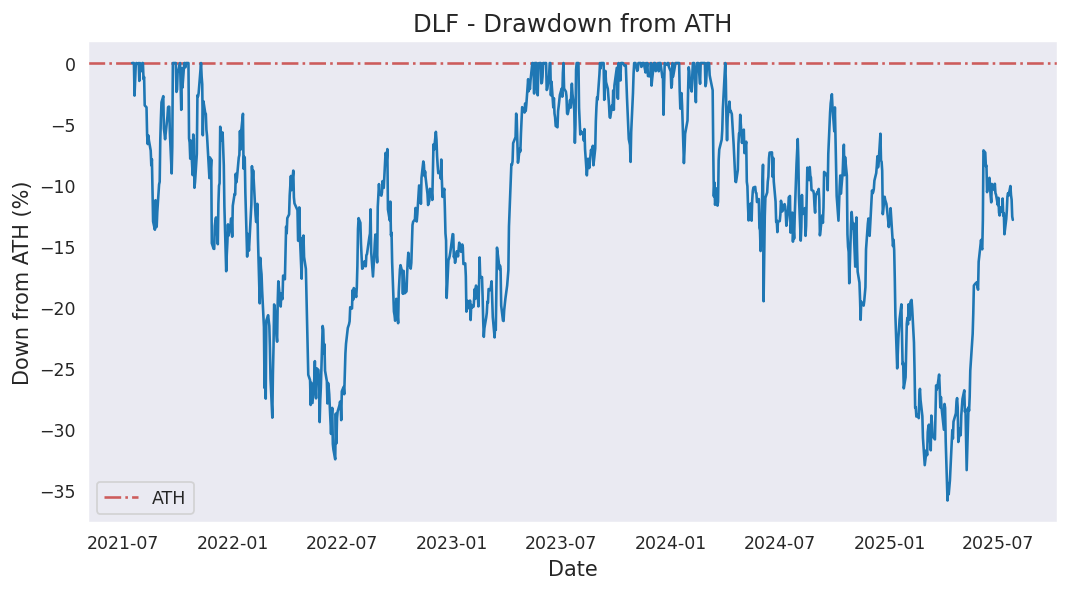 DLF - Drawdown from ATH
Down from ATH (%)
0
−5
−10
−15
−20
−25
−30
−35
ATH
2021-07 2022-01 2022-07 2023-01 2023-07 2024-01 2024-07 2025-01 2025-07
Date